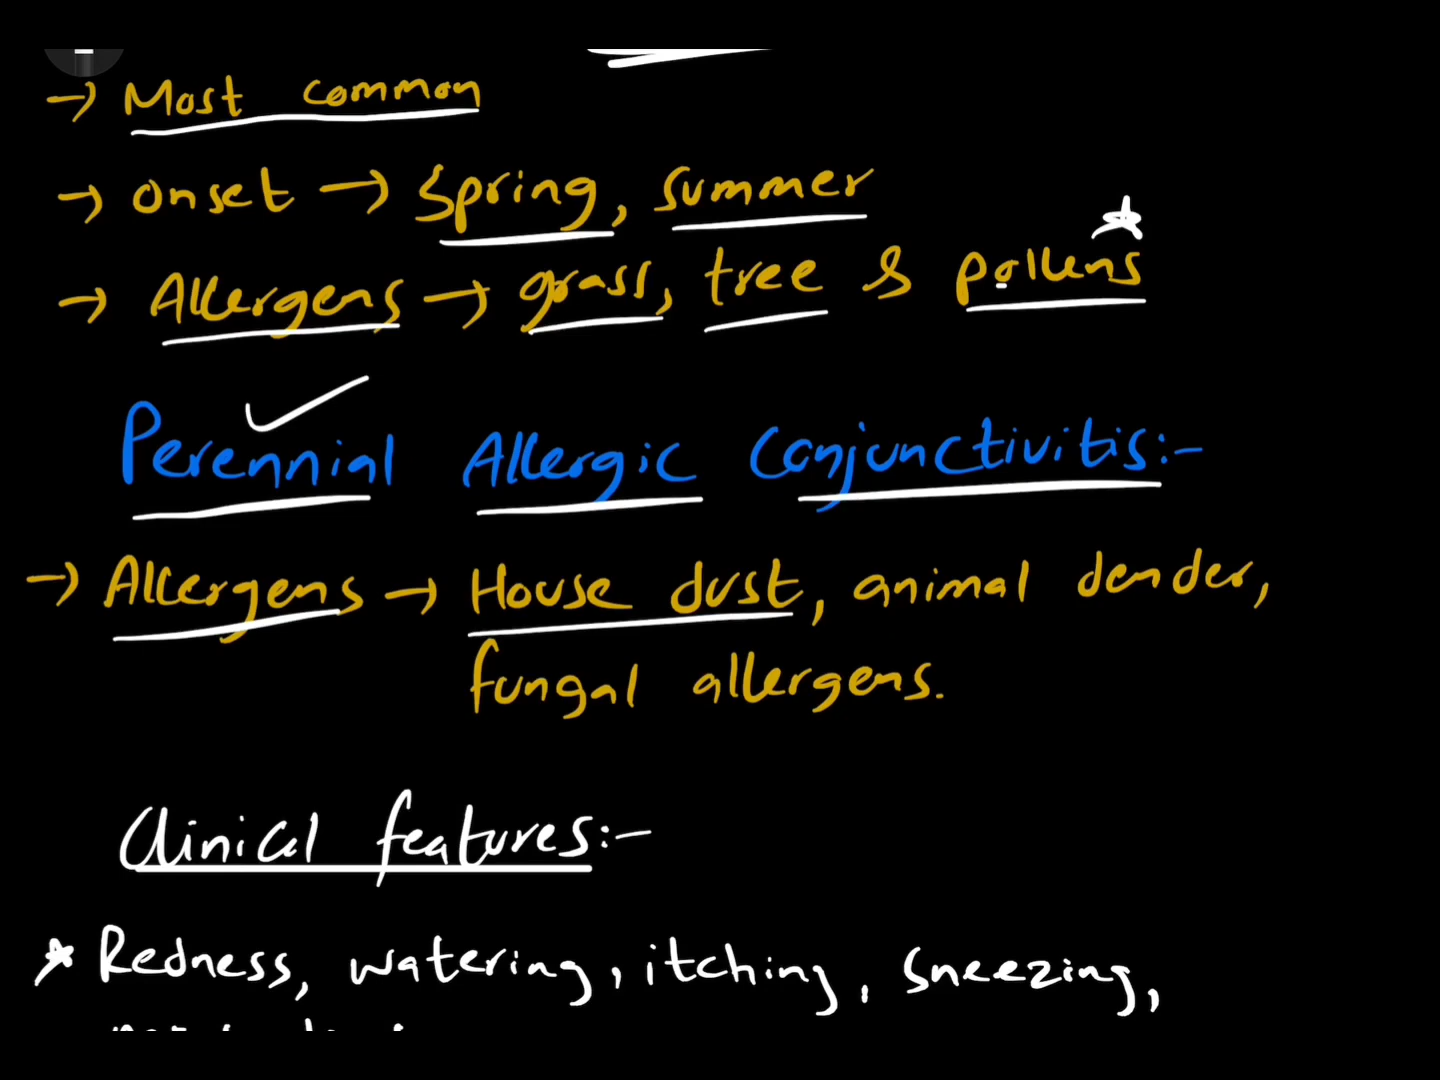 → Most common
→ onset → Spring, summer
→ Allergens → grass, tree & pollens
Perennial Allergic Conjunctivitis:-
→ Allergens → House dust, animal dender,
fungal allergens.
Clinical features:-
* Redness, watering, itching, sneezing,